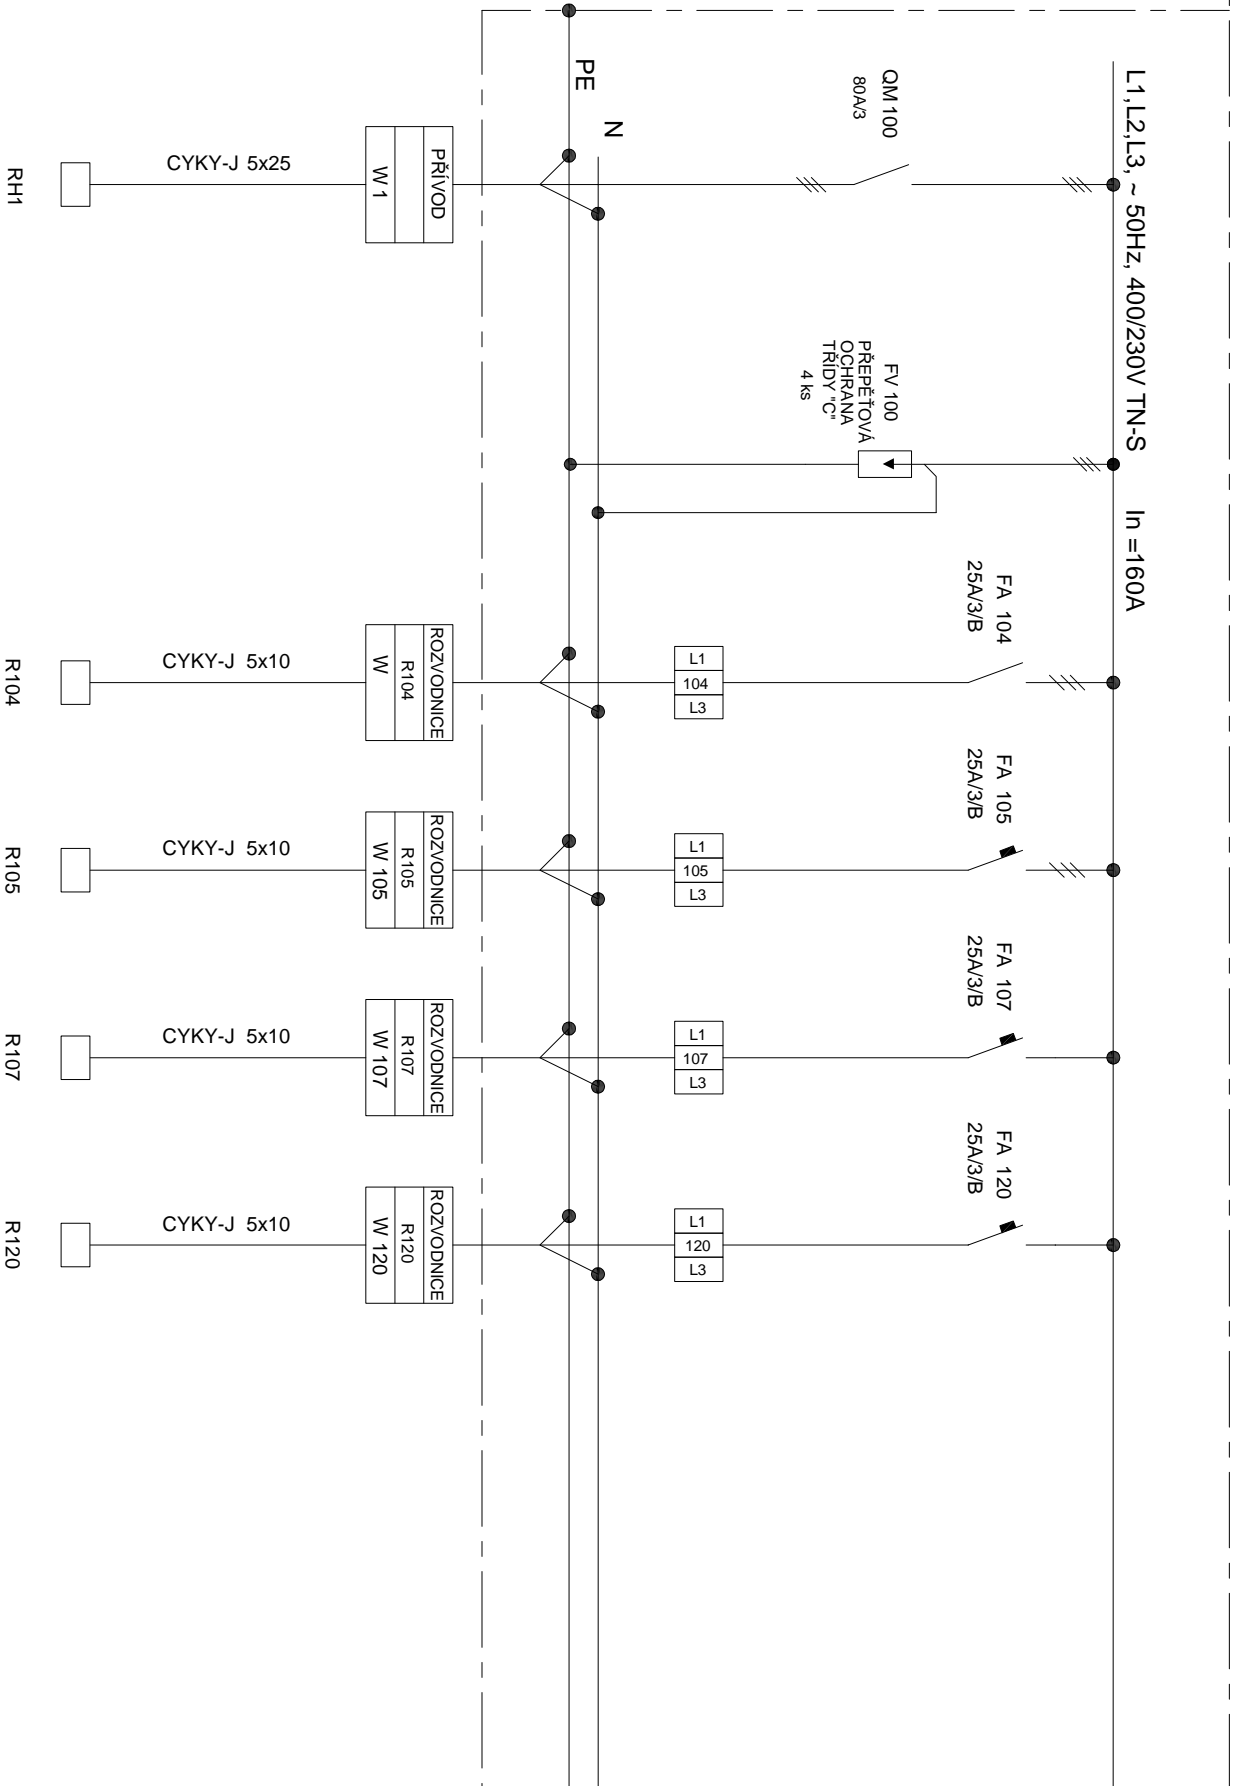 L1,L2,L3, ~ 50Hz, 400/230V TN-S
In =160A
QM 100
80A/3
FV 100
PŘEPĚŤOVÁ
OCHRANA
TŘÍDY "C"
4 ks
FA 104
25A/3/B
FA 105
25A/3/B
FA 107
25A/3/B
FA 120
25A/3/B
L1
104
L3
L1
105
L3
L1
107
L3
L1
120
L3
N
PE
PŘÍVOD
W 1
ROZVODNICE
R104
W
ROZVODNICE
R105
W 105
ROZVODNICE
R107
W 107
ROZVODNICE
R120
W 120
CYKY-J 5x25
CYKY-J 5x10
CYKY-J 5x10
CYKY-J 5x10
CYKY-J 5x10
RH1
R104
R105
R107
R120